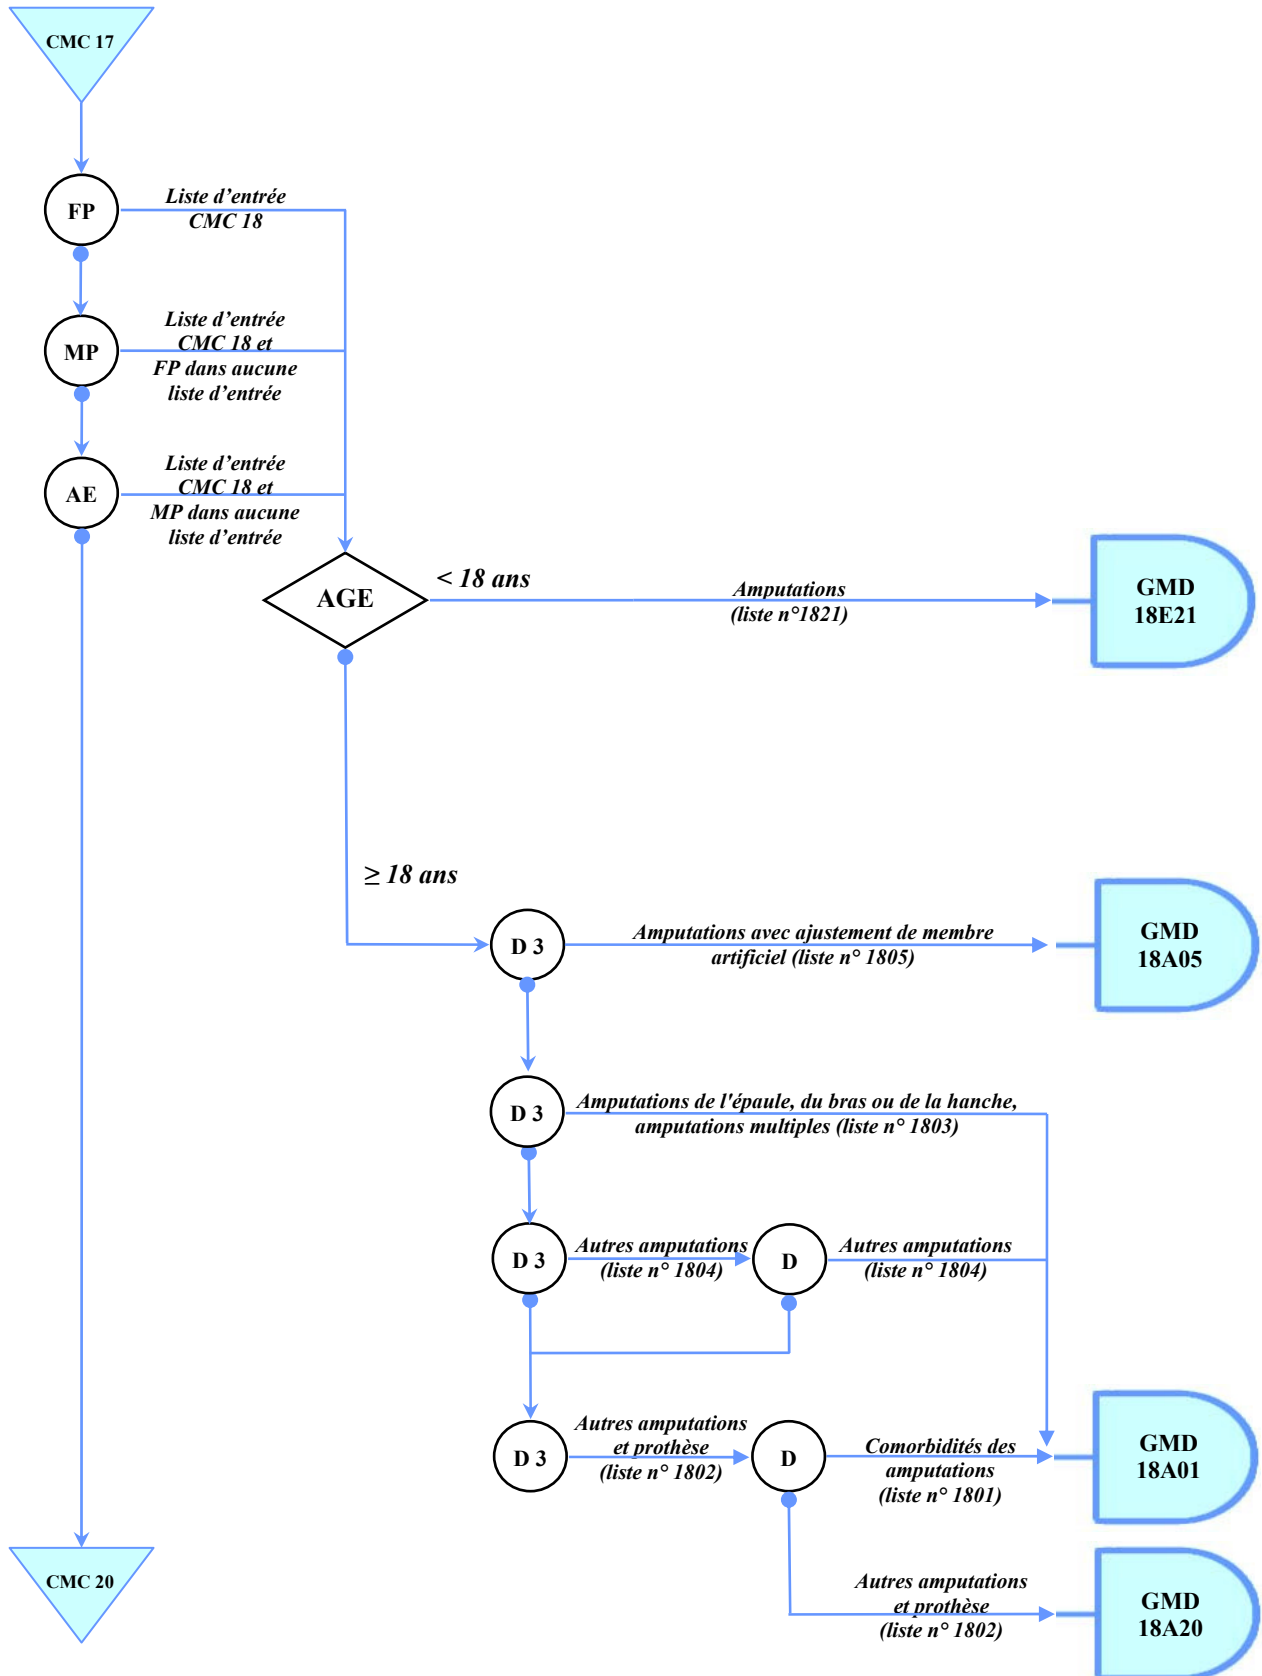 CMC 17
FP
Liste d'entrée
CMC 18
MP
Liste d'entrée
CMC 18 et
FP dans aucune
liste d'entrée
AE
Liste d'entrée
CMC 18 et
MP dans aucune
liste d'entrée
AGE
< 18 ans
Amputations
(liste n°1821)
GMD
18E21
≥ 18 ans
D 3
Amputations avec ajustement de membre
artificiel (liste n° 1805)
GMD
18A05
D 3
Amputations de l'épaule, du bras ou de la hanche,
amputations multiples (liste n° 1803)
D 3
Autres amputations
(liste n° 1804)
D
Autres amputations
(liste n° 1804)
D 3
Autres amputations
et prothèse
(liste n° 1802)
D
Comorbidités des
amputations
(liste n° 1801)
GMD
18A01
CMC 20
Autres amputations
et prothèse
(liste n° 1802)
GMD
18A20